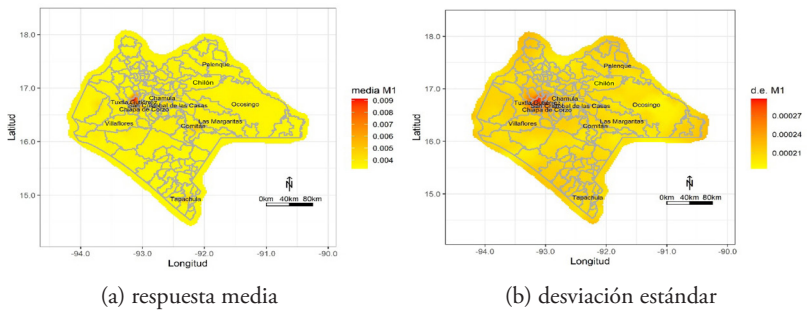 18.0
17.0
16.0
15.0
Latitud
-94.0 -93.0 -92.0 -91.0 -90.0
Longitud
Palenque
Chilón
Chamula
Tuxtla Gutiérrez
San Cristóbal de las Casas
Chiapa de Corzo
Ocosingo
Villaflores
Las Margaritas
Comitás
Tapachula
N
0km 40km 80km
media M1
0.009
0.008
0.007
0.006
0.005
0.004
(a) respuesta media
18.0
17.0
16.0
15.0
Latitud
-94.0 -93.0 -92.0 -91.0 -90.0
Longitud
Palenque
Chilón
Chamula
Tuxtla Gutiérrez
San Cristóbal de las Casas
Chiapa de Corzo
Ocosingo
Villaflores
Las Margaritas
Comitás
Tapachula
N
0km 40km 80km
d.e. M1
0.00027
0.00024
0.00021
(b) desviación estándar